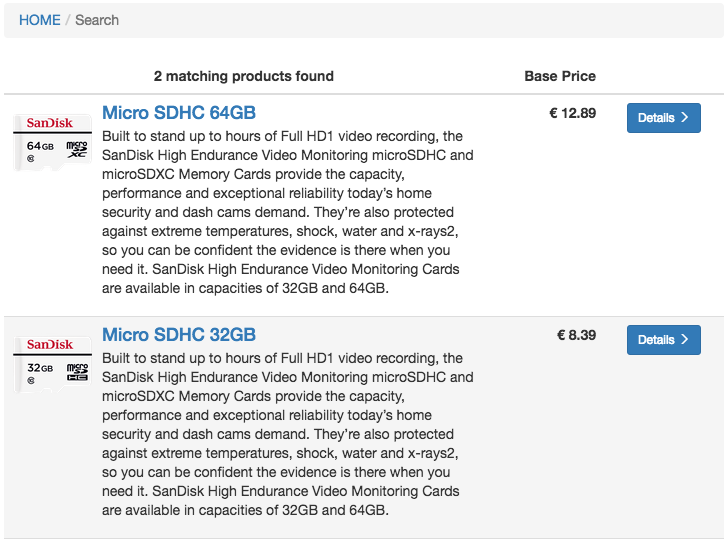 HOME / Search
2 matching products found Base Price
SanDisk
64GB micro XC
Micro SDHC 64GB
€ 12.89
Details
Built to stand up to hours of Full HD1 video recording, the
SanDisk High Endurance Video Monitoring microSDHC and
microSDXC Memory Cards provide the capacity,
performance and exceptional reliability today’s home
security and dash cams demand. They’re also protected
against extreme temperatures, shock, water and x-rays2,
so you can be confident the evidence is there when you
need it. SanDisk High Endurance Video Monitoring Cards
are available in capacities of 32GB and 64GB.
SanDisk
32GB micro HC
Micro SDHC 32GB
€ 8.39
Details
Built to stand up to hours of Full HD1 video recording, the
SanDisk High Endurance Video Monitoring microSDHC and
microSDXC Memory Cards provide the capacity,
performance and exceptional reliability today’s home
security and dash cams demand. They’re also protected
against extreme temperatures, shock, water and x-rays2,
so you can be confident the evidence is there when you
need it. SanDisk High Endurance Video Monitoring Cards
are available in capacities of 32GB and 64GB.